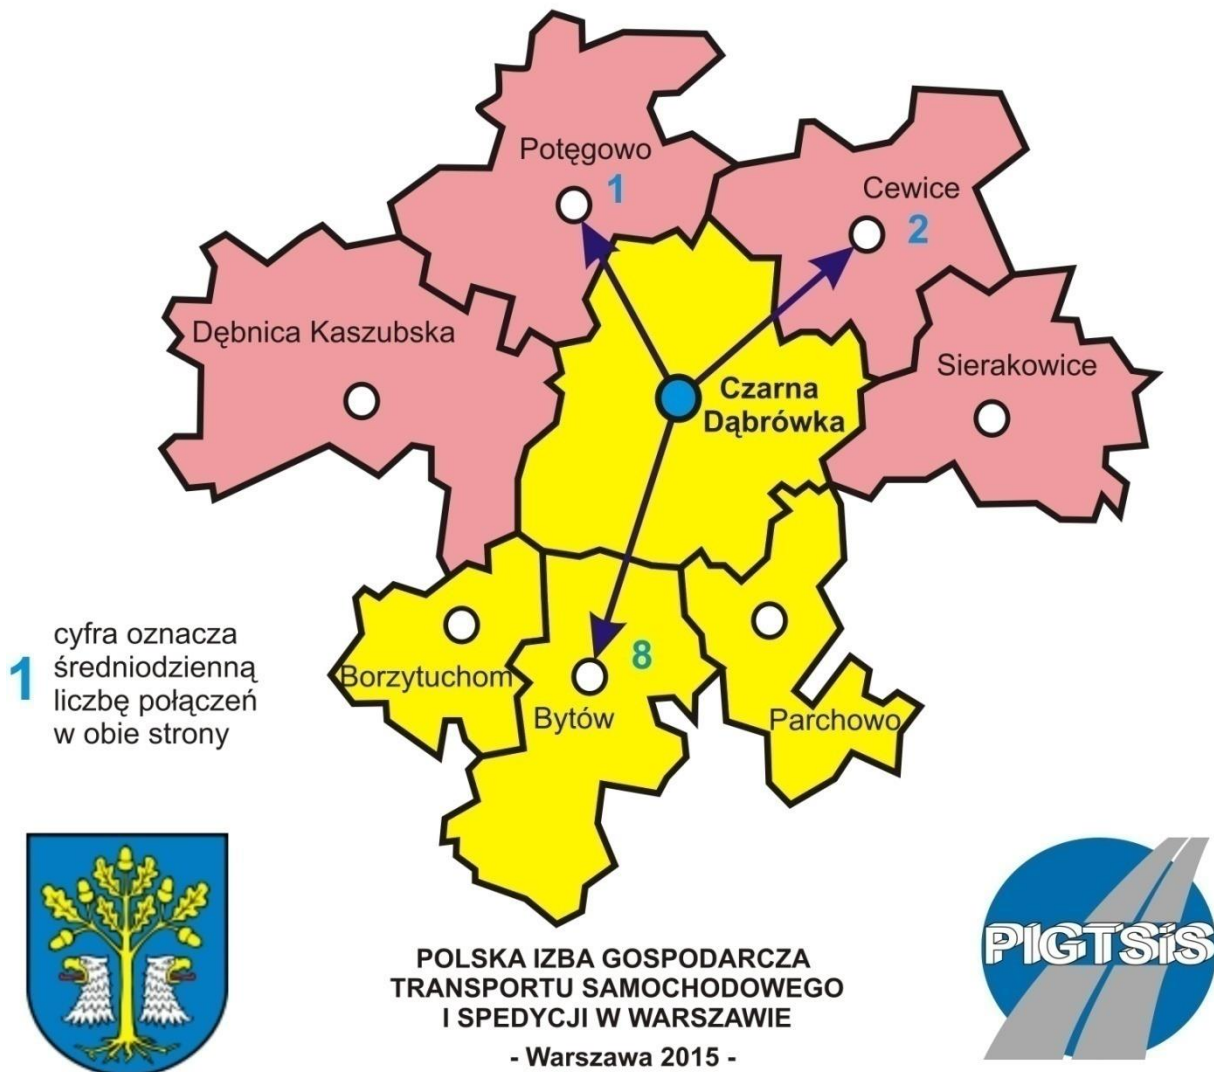 Potęgowo
1
Cewice
2
Dębnica Kaszubska
Sierakowice
Czarna
Dąbrówka
8
Borzytuchom
Bytów
Parchowo
1
cyfra oznacza
średniodzienną
liczbę połączeń
w obie strony
POLSKA IZBA GOSPODARCZA
TRANSPORTU SAMOCHODOWEGO
I SPEDYCJI W WARSZAWIE
- Warszawa 2015 -
PIGTSiS